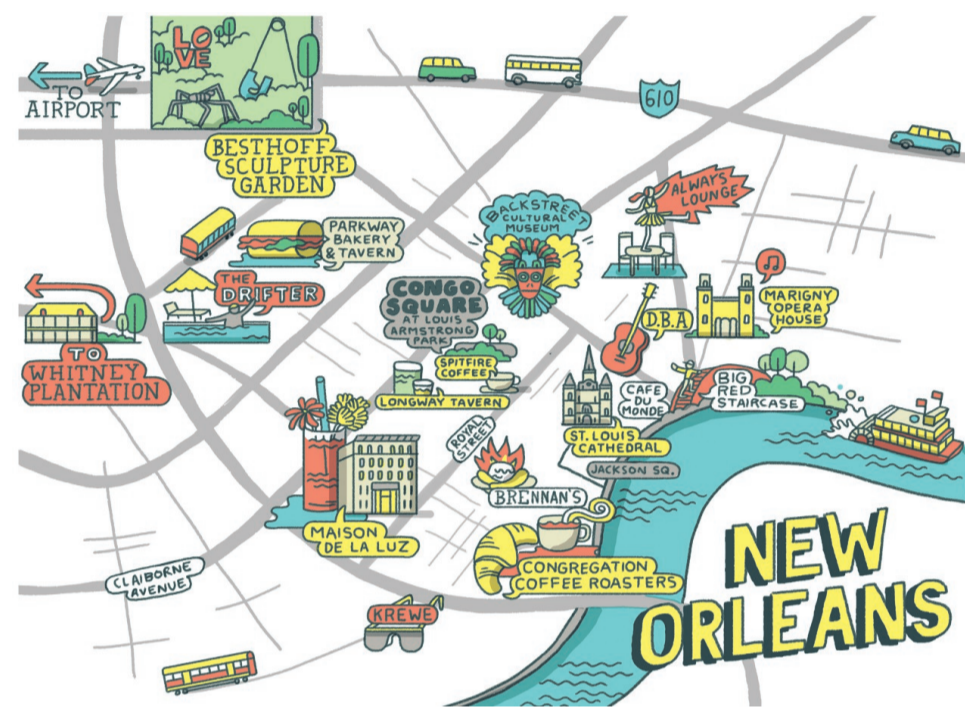 LO
VE
TO
AIRPORT
BESTHOFF
SCULPTURE
GARDEN
610
PARKWAY
BAKERY
& TAVERN
BACKSTREET
CULTURAL
MUSEUM
ALWAYS
LOUNGE
THE
DRIFTER
CONGO
SQUARE
AT LOUIS
ARMSTRONG
PARK
D.B.A
MARIGNY
OPERA
HOUSE
TO
WHITNEY
PLANTATION
SPITFIRE
COFFEE
LONGWAY TAVERN
CAFE
DU
MONDE
BIG
RED
STAIRCASE
ROYAL
STREET
ST. LOUIS
CATHEDRAL
JACKSON SQ.
BRENNAN'S
MAISON
DE LA LUZ
CONGREGATION
COFFEE ROASTERS
CLAIBORNE
AVENUE
KREWE
NEW
ORLEANS